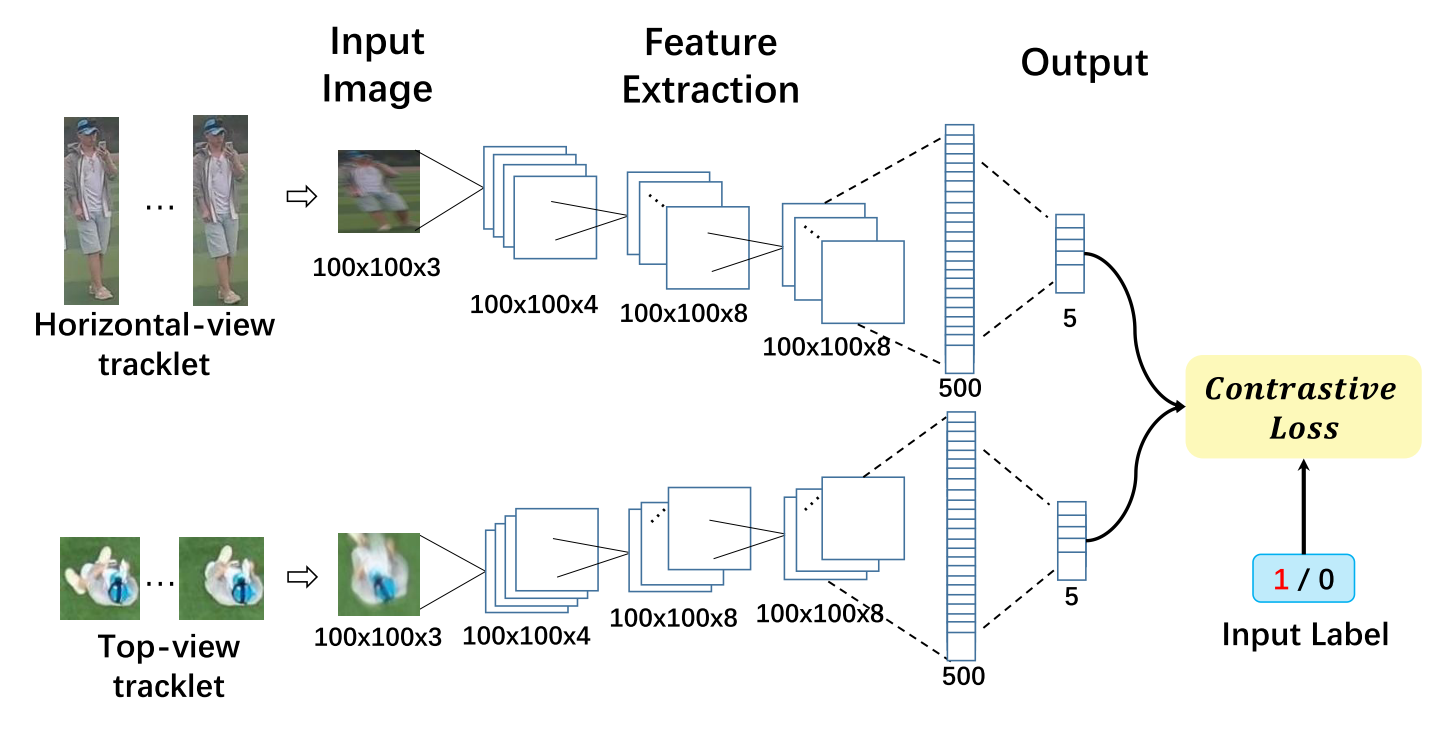 Input
Image
Feature
Extraction
Output
...
100x100x3
100x100x4
100x100x8
100x100x8
500
5
Horizontal-view
tracklet
Contrastive
Loss
...
100x100x3
100x100x4
100x100x8
100x100x8
500
5
Top-view
tracklet
1 / 0
Input Label